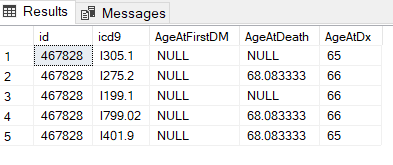 Results Messages
id icd9 AgeAtFirstDM AgeAtDeath AgeAtDx
1 467828 I305.1 NULL NULL 65
2 467828 I275.2 NULL 68.083333 66
3 467828 I199.1 NULL NULL 66
4 467828 I799.02 NULL 68.083333 66
5 467828 I401.9 NULL 68.083333 65